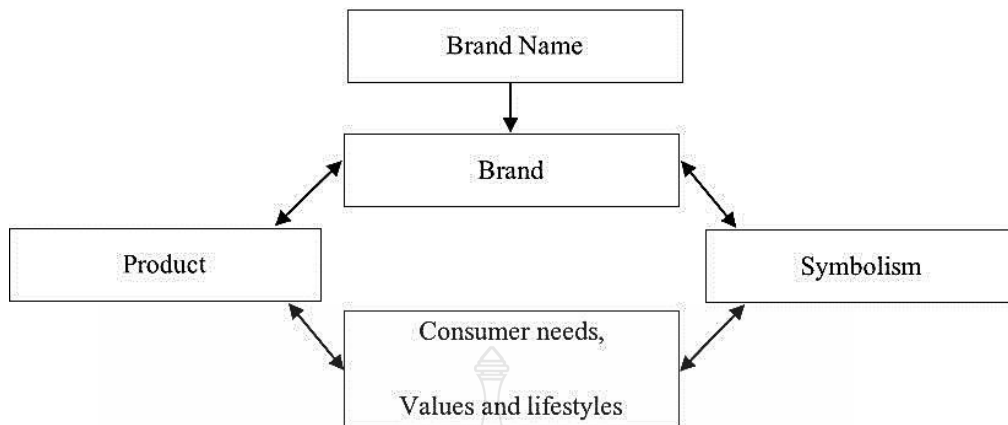 Brand Name
Brand
Product
Symbolism
Consumer needs,
Values and lifestyles